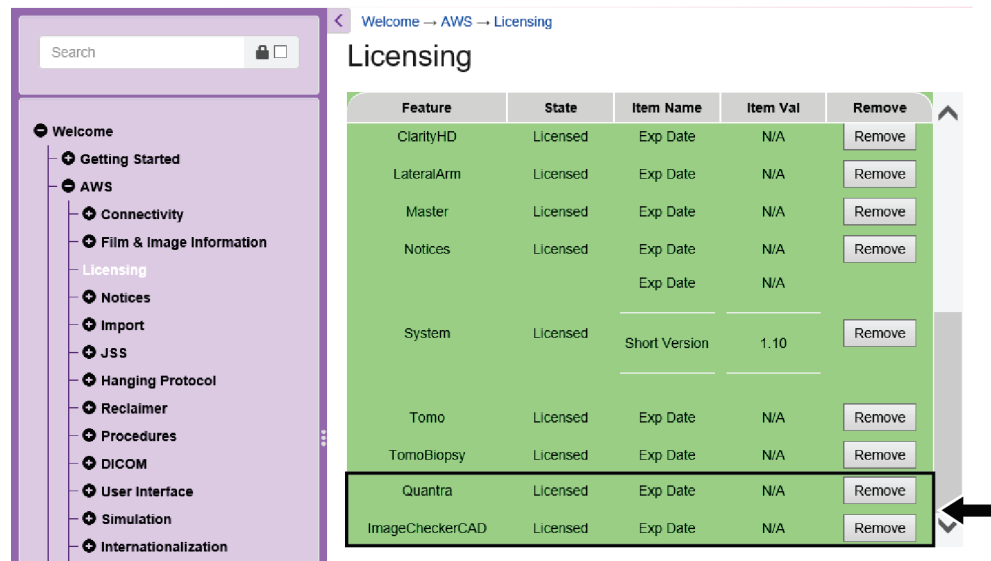 Search
Welcome
Getting Started
AWS
Connectivity
Film & Image Information
Licensing
Notices
Import
JSS
Hanging Protocol
Reclaimer
Procedures
DICOM
User Interface
Simulation
Internationalization
Welcome → AWS → Licensing
Licensing
Feature State Item Name Item Val Remove
ClarityHD Licensed Exp Date N/A Remove
LateralArm Licensed Exp Date N/A Remove
Master Licensed Exp Date N/A Remove
Notices Licensed Exp Date N/A Remove
Exp Date N/A
System Licensed Short Version 1.10 Remove
Tomo Licensed Exp Date N/A Remove
TomoBiopsy Licensed Exp Date N/A Remove
Quantra Licensed Exp Date N/A Remove
ImageCheckerCAD Licensed Exp Date N/A Remove